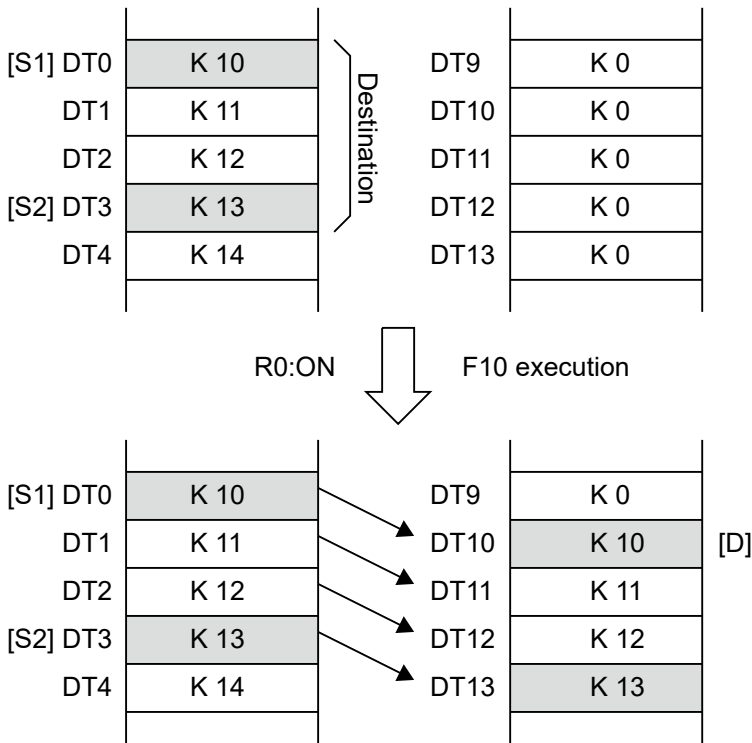 [S1] DT0 K 10 DT9 K 0
DT1 K 11 DT10 K 0
DT2 K 12 DT11 K 0
[S2] DT3 K 13 DT12 K 0
DT4 K 14 DT13 K 0
Destination
R0:ON F10 execution
[S1] DT0 K 10 DT9 K 0
DT1 K 11 DT10 K 10 [D]
DT2 K 12 DT11 K 11
[S2] DT3 K 13 DT12 K 12
DT4 K 14 DT13 K 13